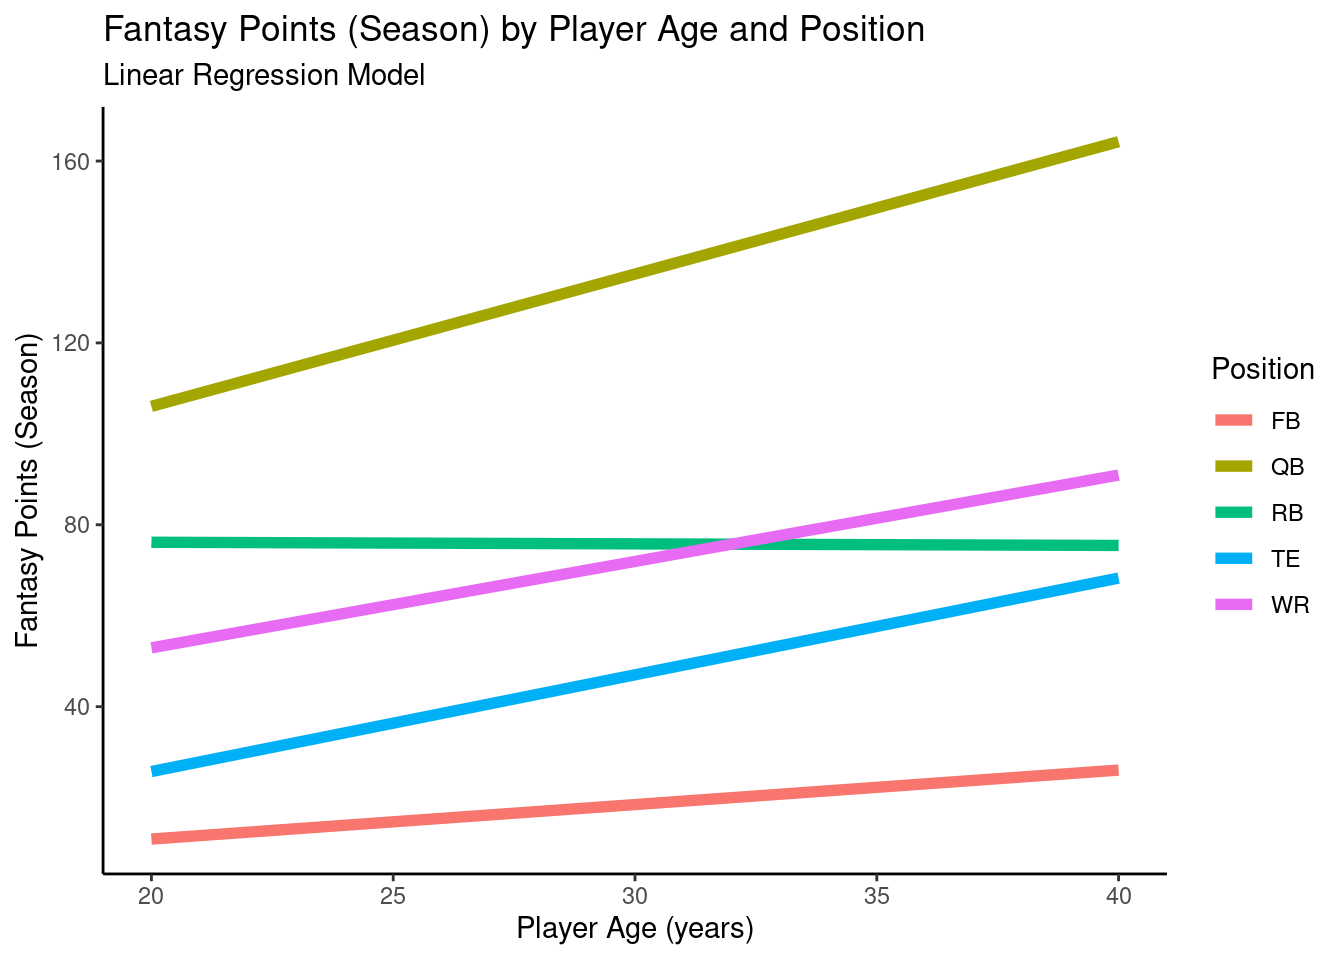 Fantasy Points (Season) by Player Age and Position
Linear Regression Model
Fantasy Points (Season)
160
120
80
40
20
25
30
35
40
Player Age (years)
Position
FB
QB
RB
TE
WR